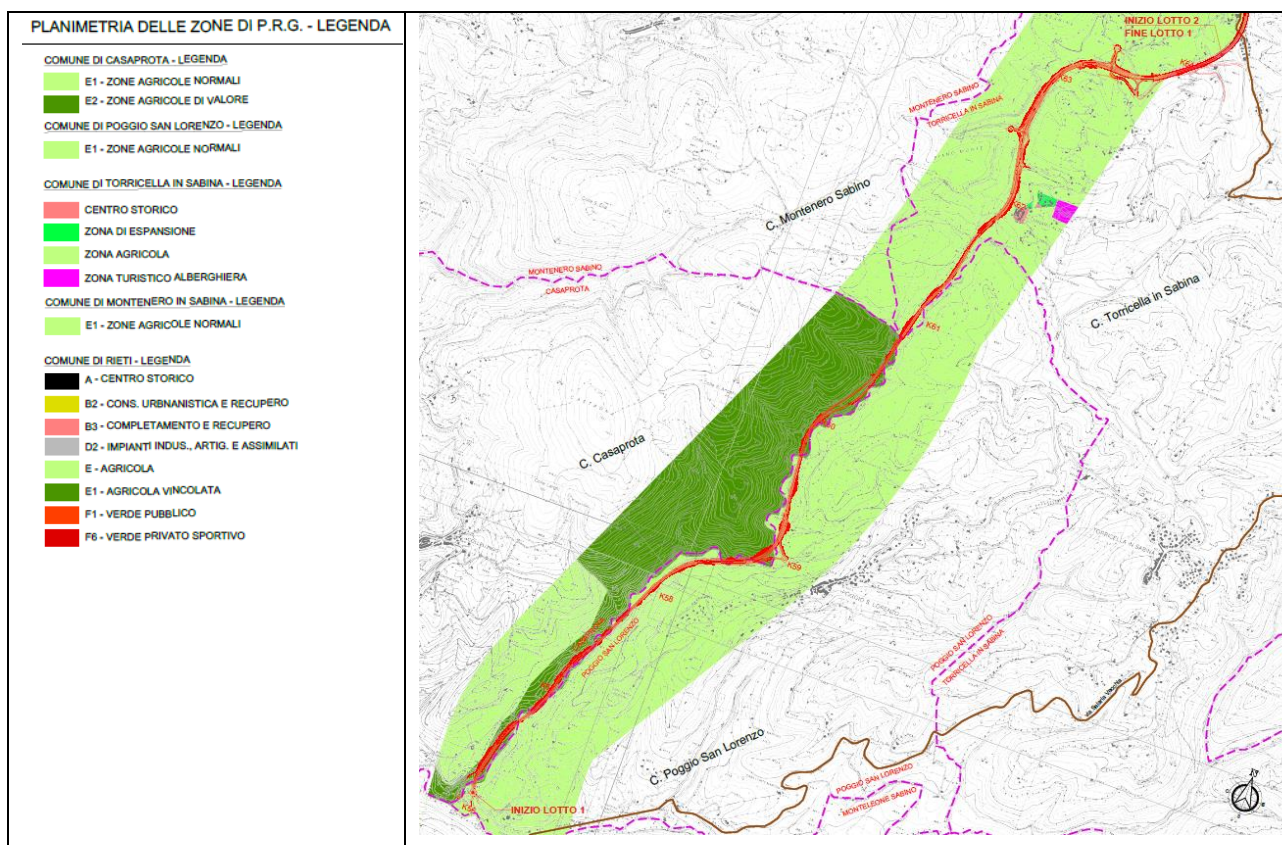 PLANIMETRIA DELLE ZONE DI P.R.G. - LEGENDA
COMUNE DI CASAPROTA - LEGENDA
E1 - ZONE AGRICOLE NORMALI
E2 - ZONE AGRICOLE DI VALORE
COMUNE DI POGGIO SAN LORENZO - LEGENDA
E1 - ZONE AGRICOLE NORMALI
COMUNE DI TORRICELLA IN SABINA - LEGENDA
CENTRO STORICO
ZONA DI ESPANSIONE
ZONA AGRICOLA
ZONA TURISTICO ALBERGHIERA
COMUNE DI MONTENERO IN SABINA - LEGENDA
E1 - ZONE AGRICOLE NORMALI
COMUNE DI RIETI - LEGENDA
A - CENTRO STORICO
B2 - CONS. URBNANISTICA E RECUPERO
B3 - COMPLETAMENTO E RECUPERO
D2 - IMPIANTI INDUS., ARTIG. E ASSIMILATI
E - AGRICOLA
E1 - AGRICOLA VINCOLATA
F1 - VERDE PUBBLICO
F6 - VERDE PRIVATO SPORTIVO
INIZIO LOTTO 2
FINE LOTTO 1
K63
MONTENERO SABINO
TORRICELLA IN SABINA
C. Montenero Sabino
MONTENERO SABINO
CASAPROTA
C. Torricella in Sabina
K61
C. Casaprota
K59
K58
CASAPROTA
POGGIO SAN LORENZO
POGGIO SAN LORENZO
TORRICELLA IN SABINA
Via Salaria Vecchia
C. Poggio San Lorenzo
POGGIO SAN LORENZO
MONTELEONE SABINO
INIZIO LOTTO 1